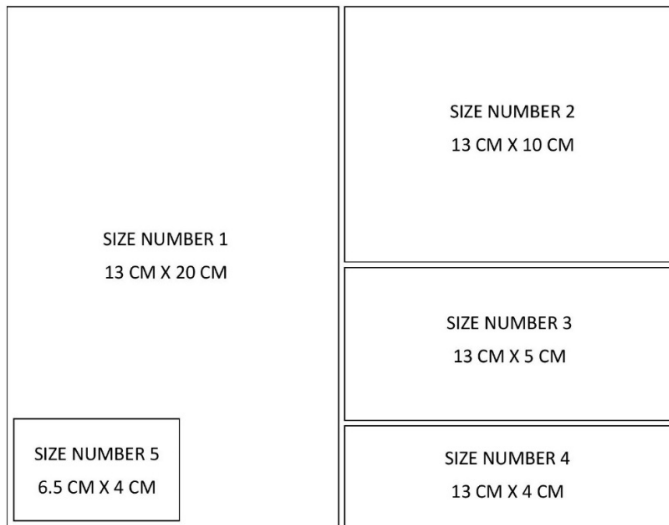 SIZE NUMBER 1
13 CM X 20 CM
SIZE NUMBER 5
6.5 CM X 4 CM
SIZE NUMBER 2
13 CM X 10 CM
SIZE NUMBER 3
13 CM X 5 CM
SIZE NUMBER 4
13 CM X 4 CM